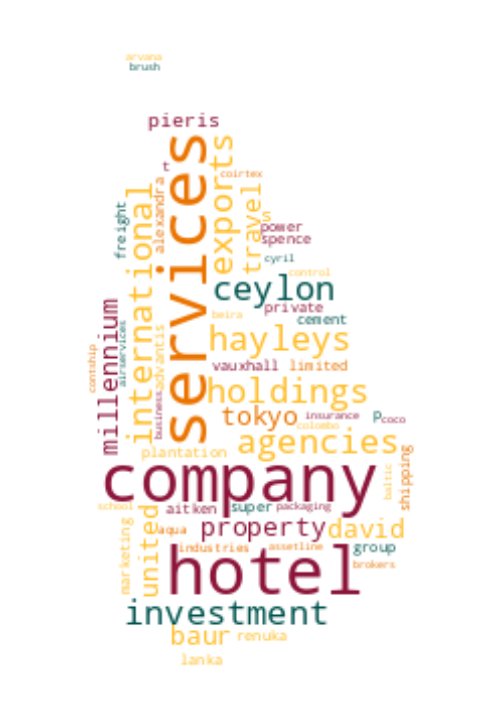 arvana
brush
pieris
t
services
exports
coirtex
international
alexandra
travel
s
freight
power
spence
cyril
control
ceylon
private
beira
cement
millennium
airservices
advantis
hayleys
contship
vauxhall
limited
holdings
business
tokyo
insurance
p
coco
colombo
agencies
plantation
company
baltic
shipping
school
aitken
super
packaging
marketing
united
aqua
property
david
industries
assetline
group
hotel
brokers
investment
baur
renuka
lanka